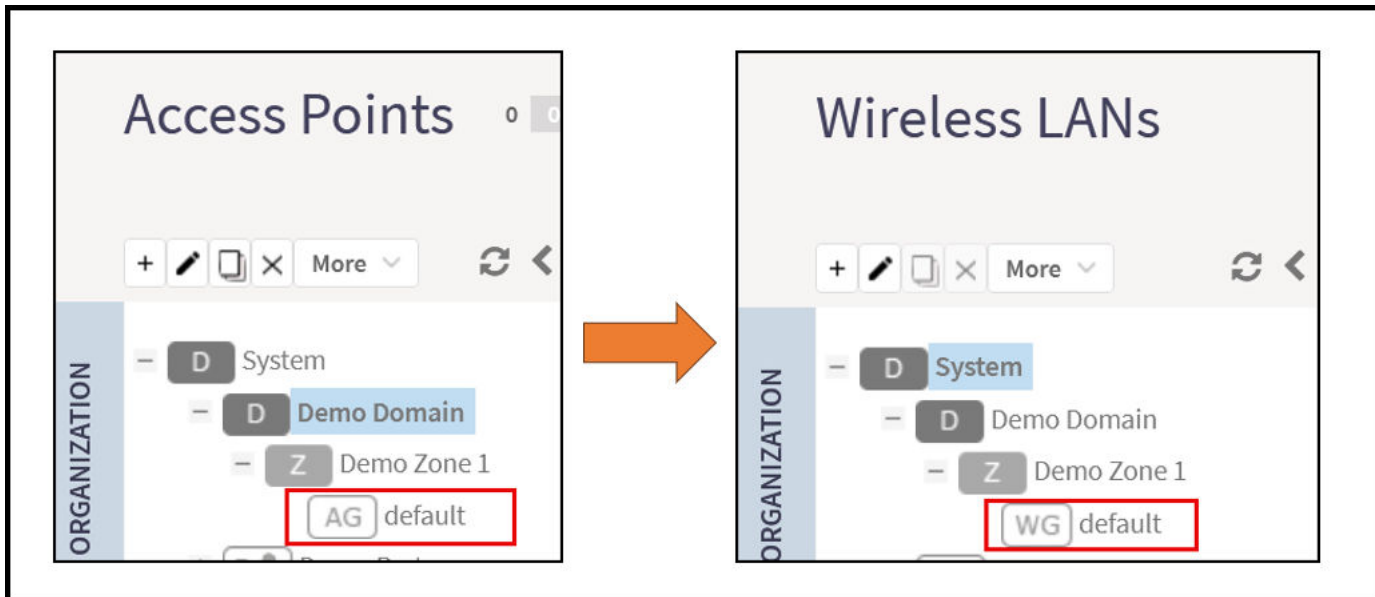 Access Points 0 0
More
ORGANIZATION
D System
D Demo Domain
Z Demo Zone 1
AG default
Wireless LANs
More
ORGANIZATION
D System
D Demo Domain
Z Demo Zone 1
WG default